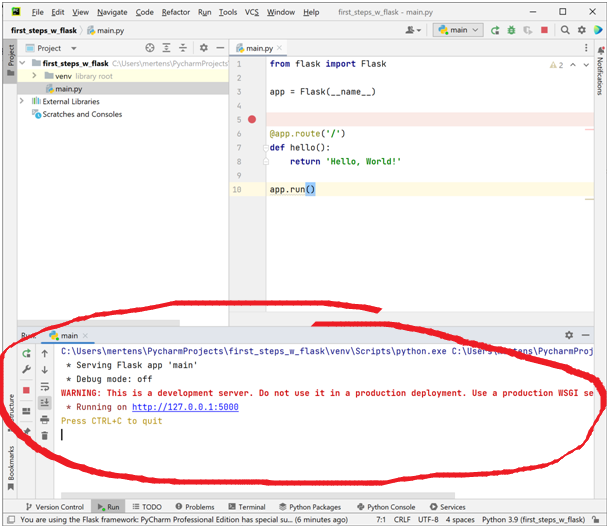 File Edit View Navigate Code Refactor Run Tools VCS Window Help first_steps_w_flask - main.py
first_steps_w_flask main.py main
Project
Project
first_steps_w_flask C:\Users\mertens\PycharmProjects
venv library root
main.py
External Libraries
Scratches and Consoles
main.py
2
1 from flask import Flask
2
3 app = Flask(__name__)
4
5
6 @app.route('/')
7 def hello():
8 return 'Hello, World!'
9
10 app.run()
Notifications
Run: main
C:\Users\mertens\PycharmProjects\first_steps_w_flask\venv\Scripts\python.exe C:\Users\mertens\PycharmProj
* Serving Flask app 'main'
* Debug mode: off
WARNING: This is a development server. Do not use it in a production deployment. Use a production WSGI se
* Running on http://127.0.0.1:5000
Press CTRL+C to quit
Bookmarks
Version Control Run TODO Problems Terminal Python Packages Python Console Services
You are using the Flask framework: PyCharm Professional Edition has special su... (6 minutes ago) 7:1 CRLF UTF-8 4 spaces Python 3.9 (first_steps_w_flask)